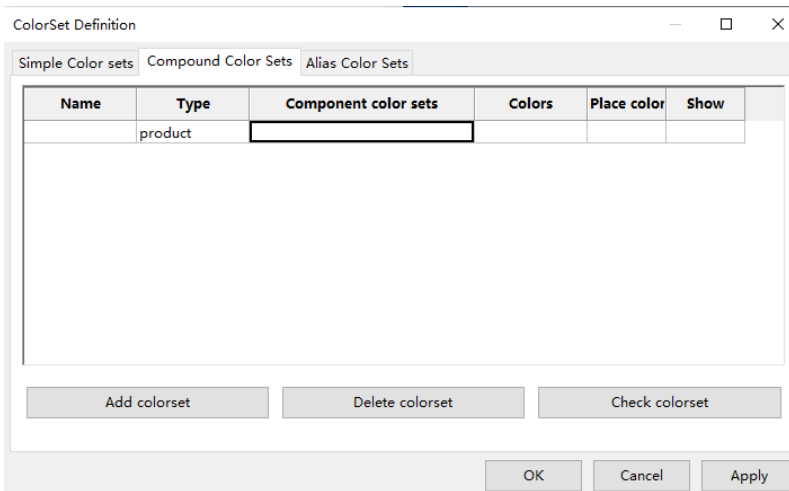 ColorSet Definition
Simple Color sets Compound Color Sets Alias Color Sets
Name Type Component color sets Colors Place color Show
product
Add colorset Delete colorset Check colorset
OK Cancel Apply